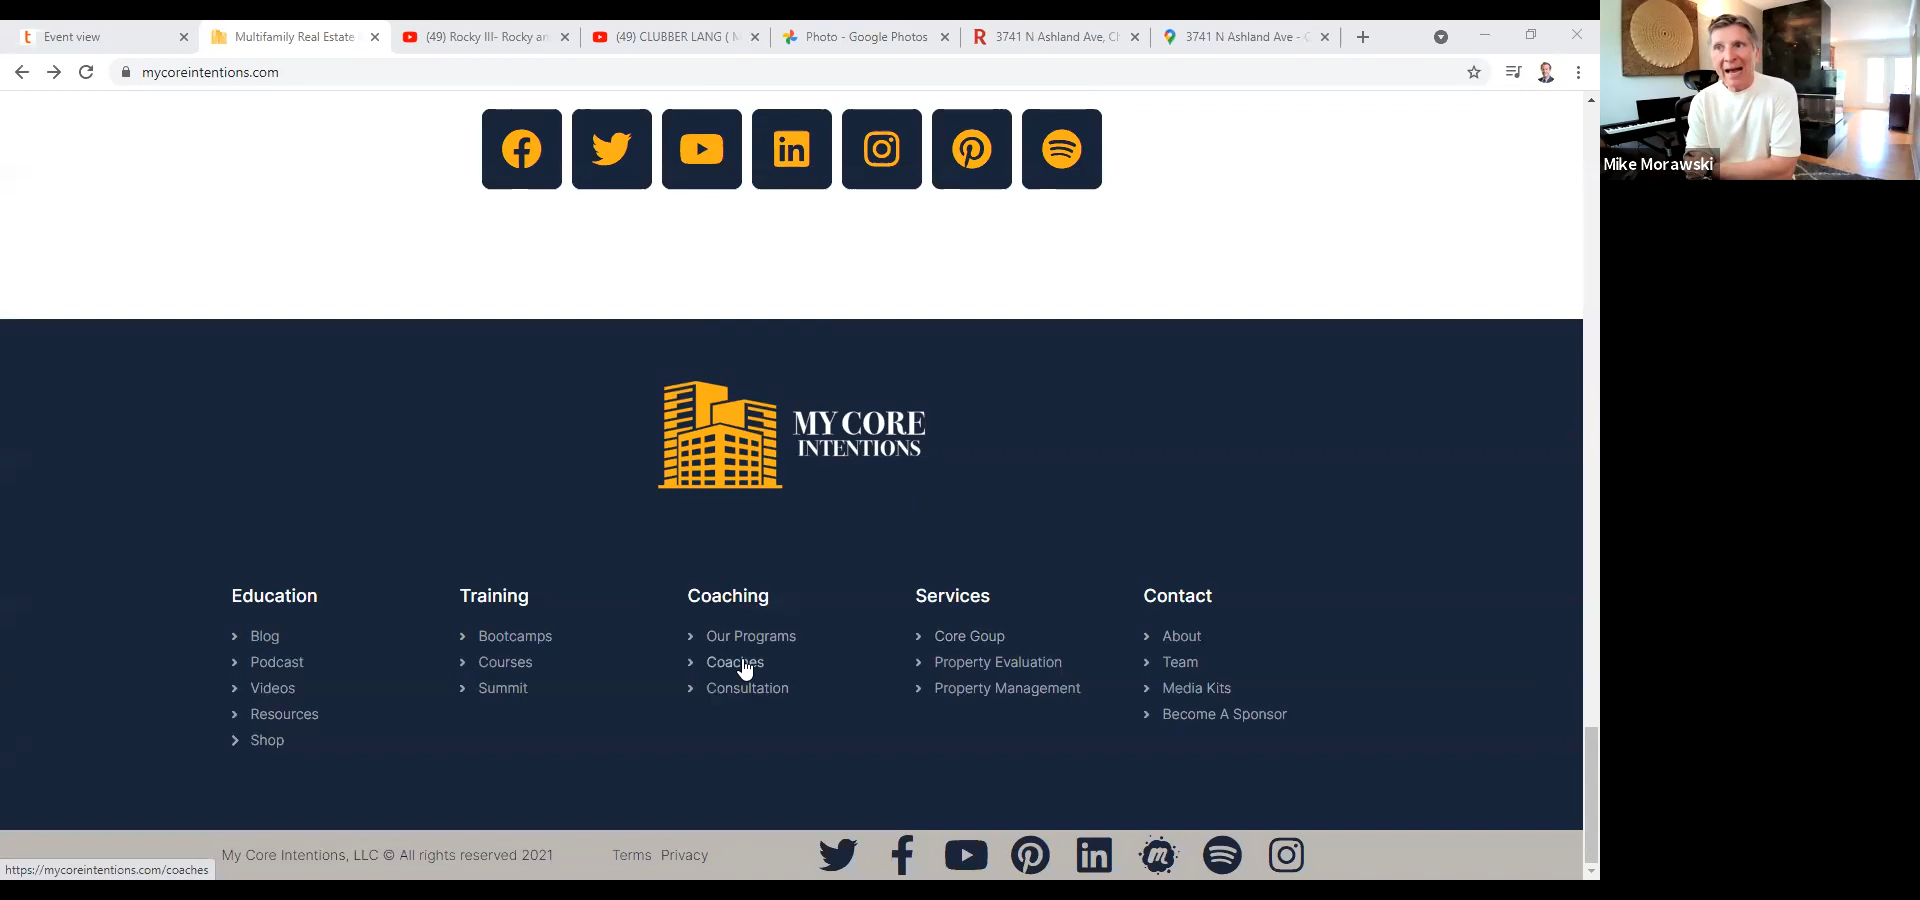 Event view
Multifamily Real Estate
(49) Rocky III- Rocky an
(49) CLUBBER LANG (
Photo - Google Photos
3741 N Ashland Ave, Ch
3741 N Ashland Ave - G
mycoreintentions.com
Mike Morawski
MY CORE
INTENTIONS
Education
Training
Coaching
Services
Contact
Blog
Bootcamps
Our Programs
Core Goup
About
Podcast
Courses
Coaches
Property Evaluation
Team
Videos
Summit
Consultation
Property Management
Media Kits
Resources
Become A Sponsor
Shop
My Core Intentions, LLC © All rights reserved 2021
Terms
Privacy
https://mycoreintentions.com/coaches